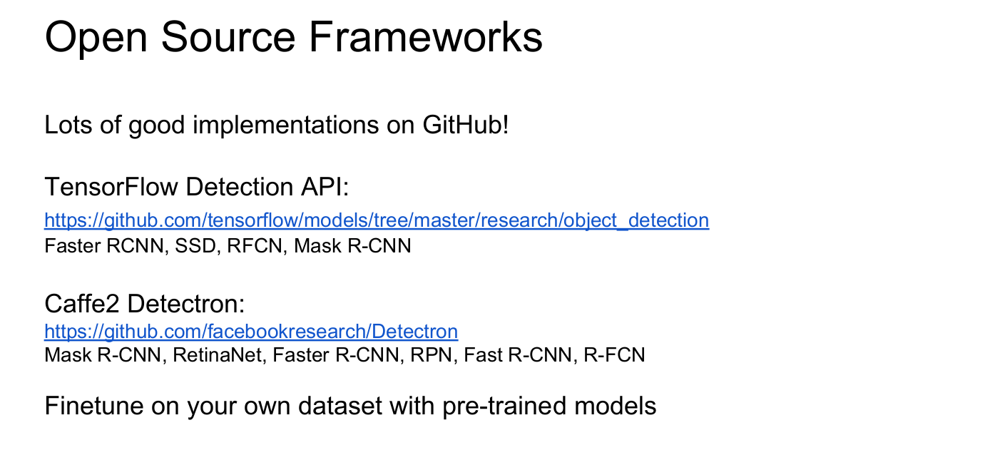 Open Source Frameworks
Lots of good implementations on GitHub!
TensorFlow Detection API:
https://github.com/tensorflow/models/tree/master/research/object_detection
Faster RCNN, SSD, RFCN, Mask R-CNN
Caffe2 Detectron:
https://github.com/facebookresearch/Detectron
Mask R-CNN, RetinaNet, Faster R-CNN, RPN, Fast R-CNN, R-FCN
Finetune on your own dataset with pre-trained models